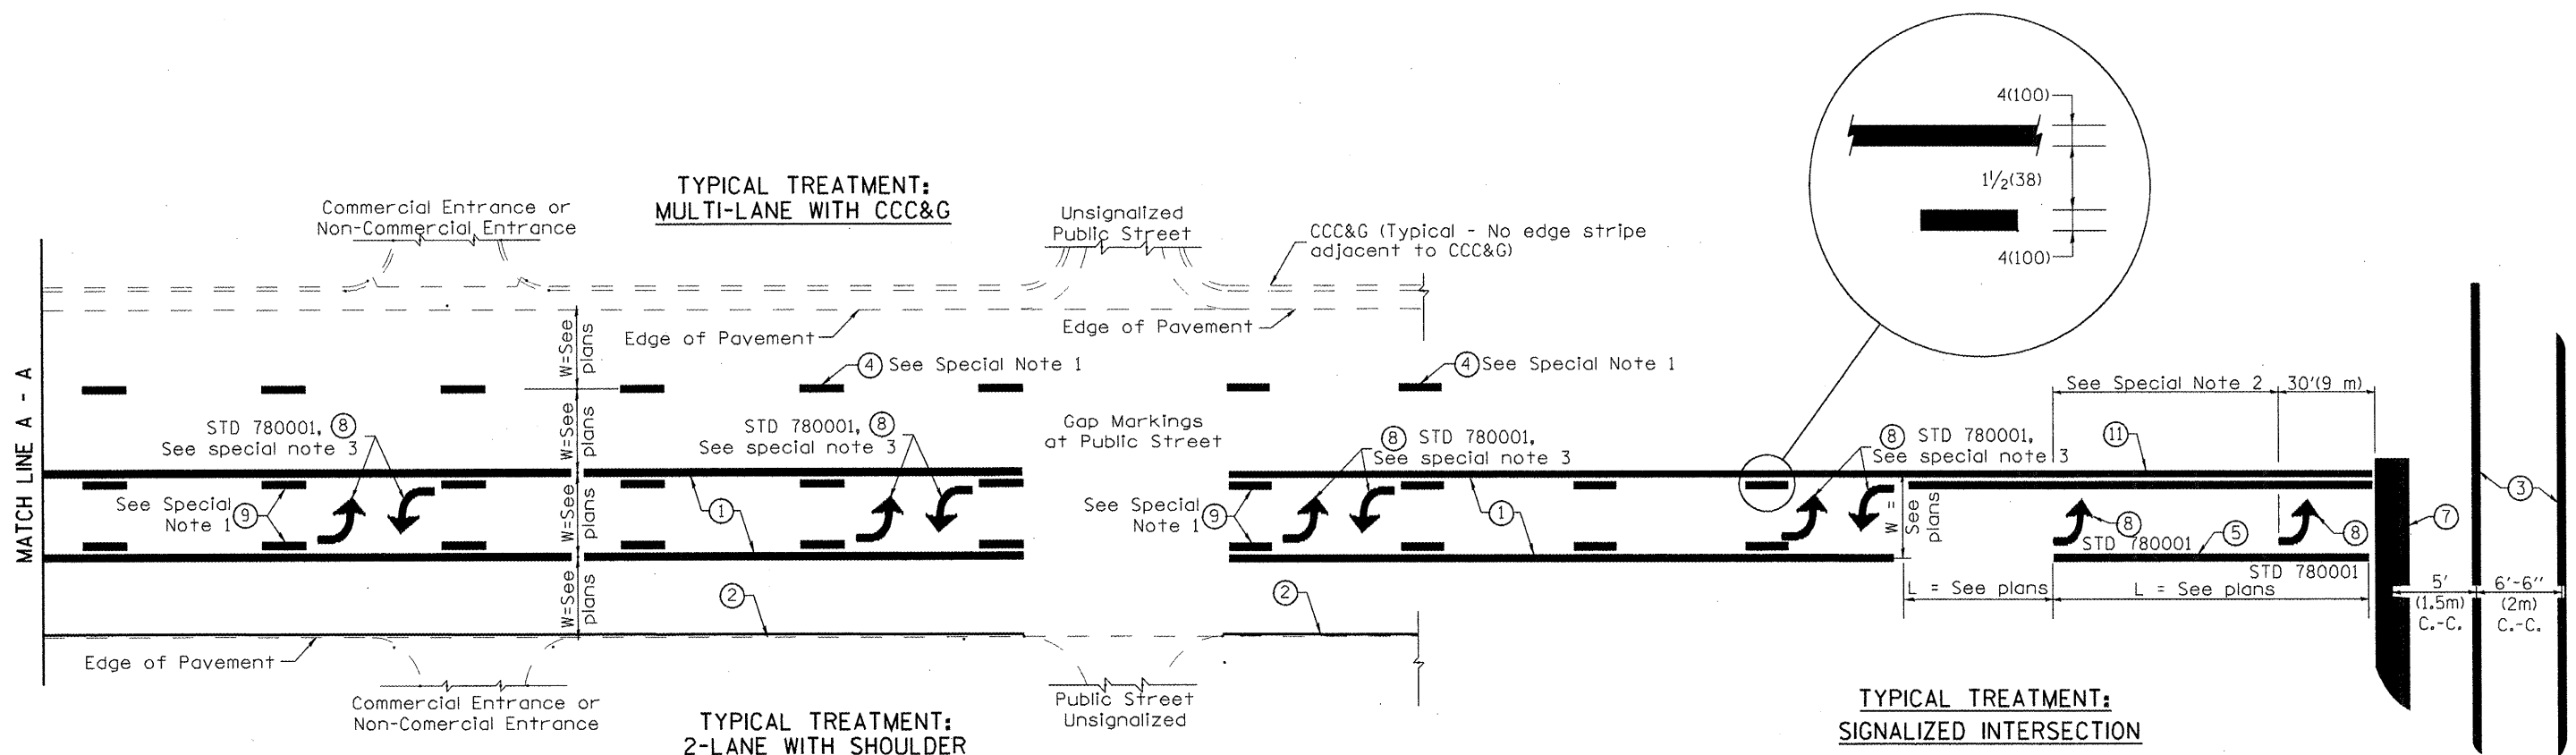 TYPICAL TREATMENT:
MULTI-LANE WITH CCC&G
Commercial Entrance or
Non-Commercial Entrance
Unsignalized
Public Street
CCC&G (Typical - No edge stripe
adjacent to CCC&G)
4(100)
1½(38)
4(100)
Edge of Pavement
Edge of Pavement
W=See
plans
4 See Special Note 1
4 See Special Note 1
MATCH LINE A - A
W=See
plans
STD 780001, 8
See special note 3
STD 780001, 8
See special note 3
Gap Markings
at Public Street
8 STD 780001,
See special note 3
8 STD 780001,
See special note 3
See Special Note 2
30'(9 m)
11
See Special
Note 1 9
W=See
plans
1
See Special
Note 1 9
1
W =
See
plans
8
STD 780001
5
8
STD 780001
7
3
W=See
plans
2
2
L = See plans
L = See plans
5'
(1.5m)
C.-C.
6'-6''
(2m)
C.-C.
Edge of Pavement
Commercial Entrance or
Non-Comercial Entrance
Public Street
Unsignalized
TYPICAL TREATMENT:
2-LANE WITH SHOULDER
TYPICAL TREATMENT:
SIGNALIZED INTERSECTION